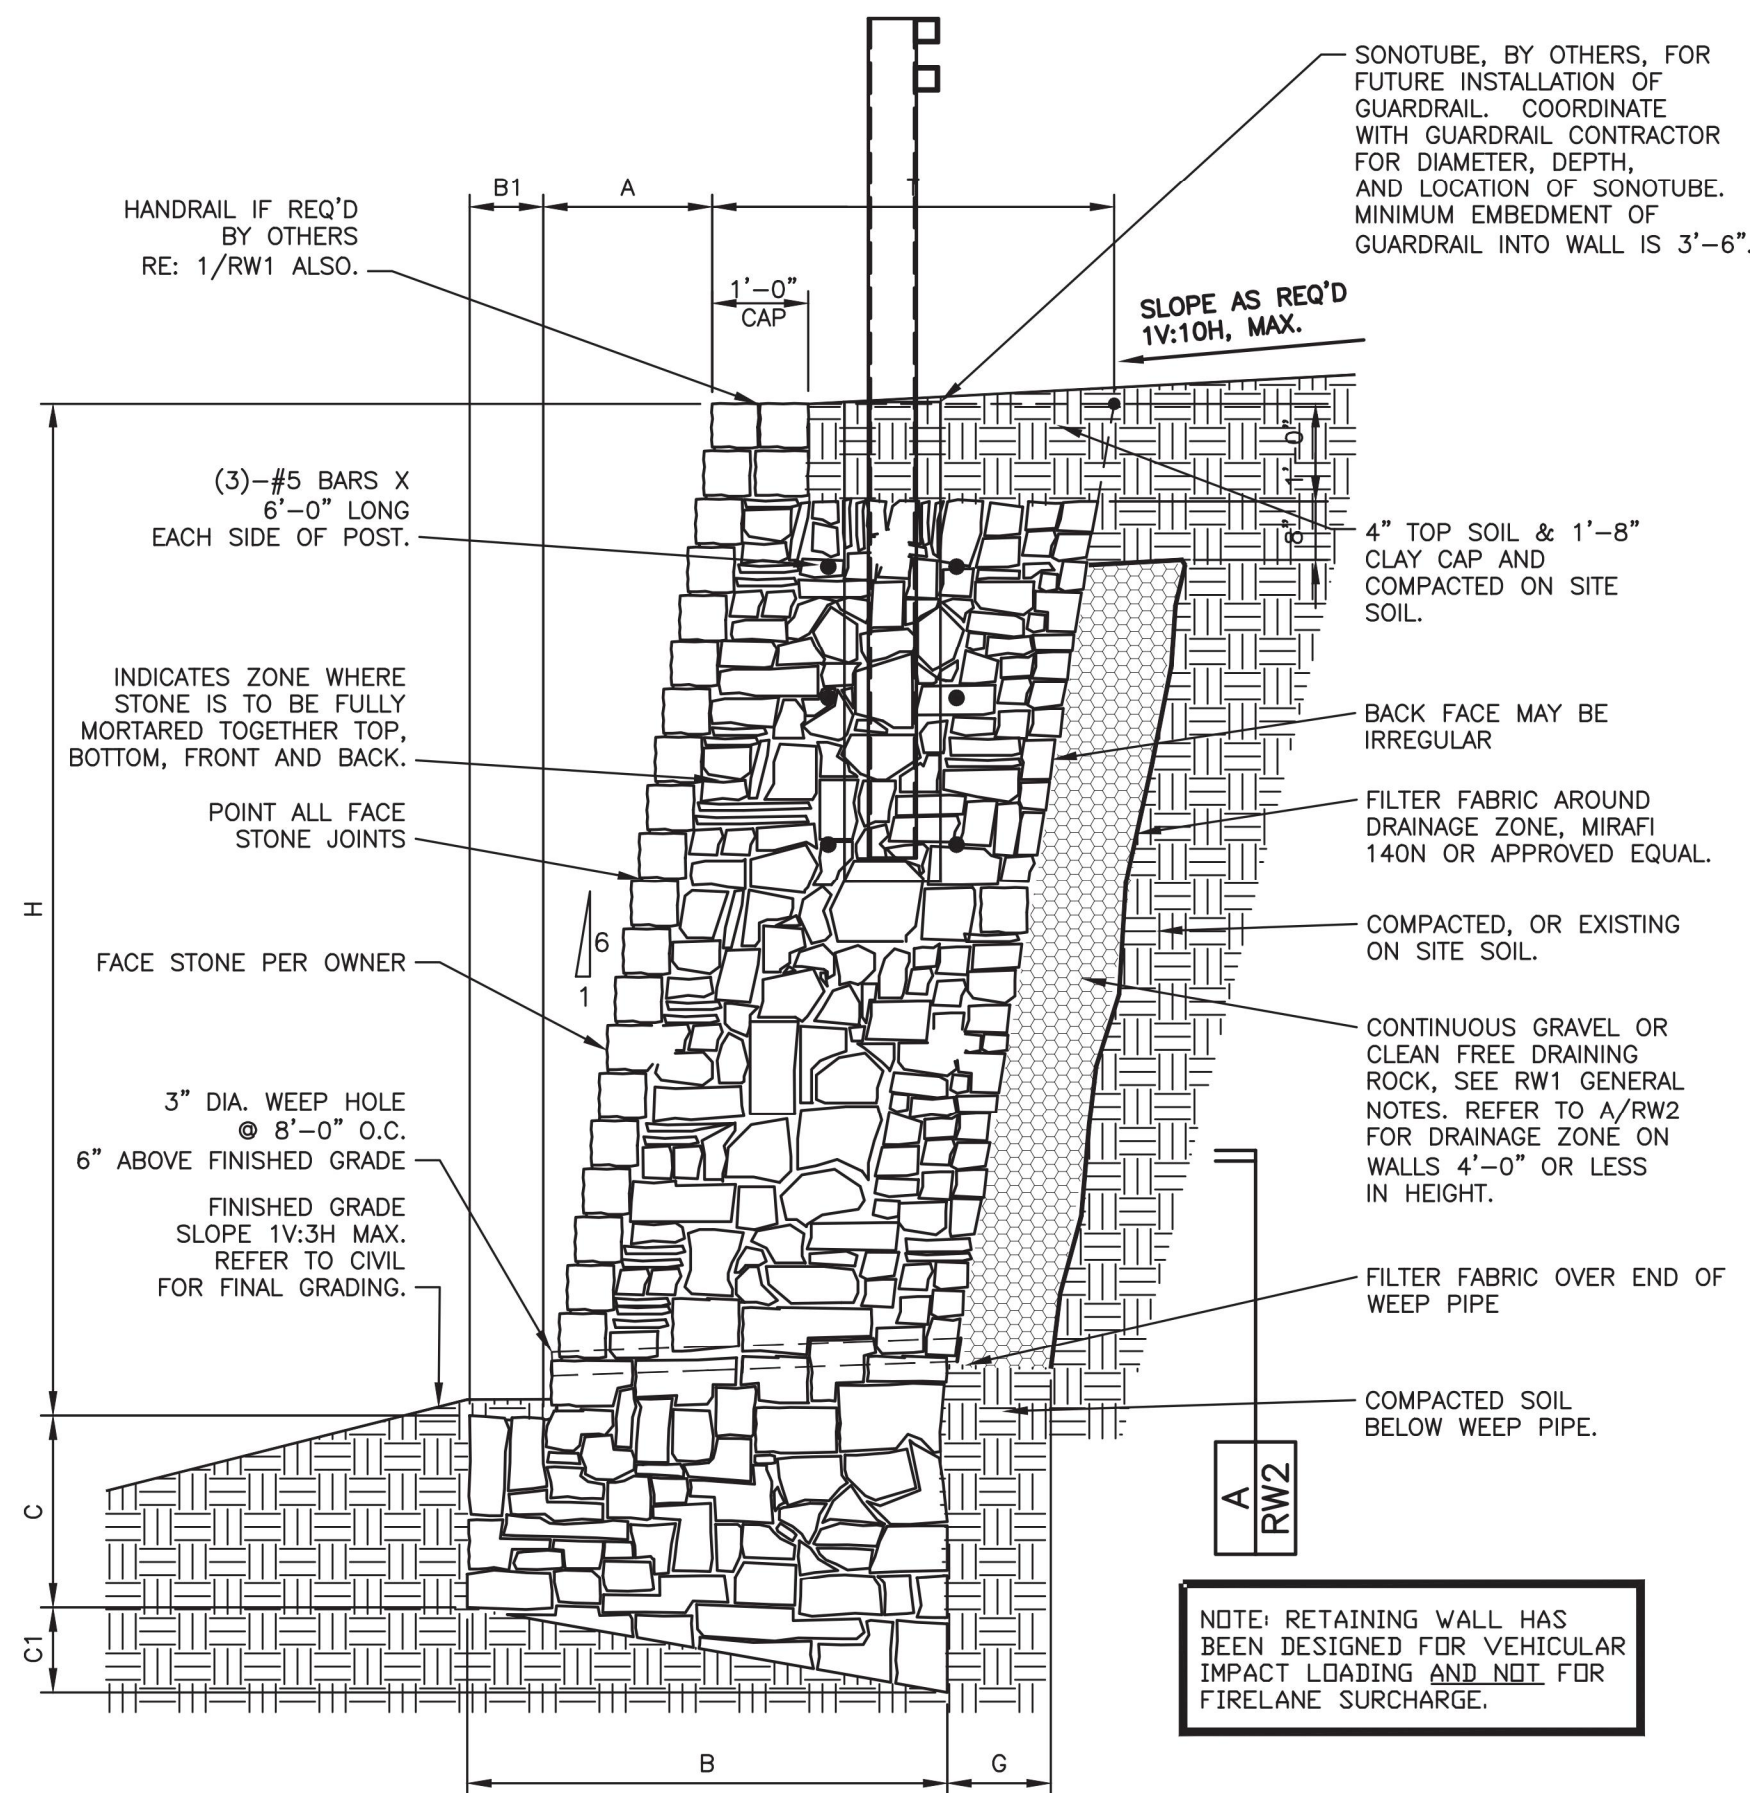 SONOTUBE, BY OTHERS, FOR
FUTURE INSTALLATION OF
GUARDRAIL. COORDINATE
WITH GUARDRAIL CONTRACTOR
FOR DIAMETER, DEPTH,
AND LOCATION OF SONOTUBE.
MINIMUM EMBEDMENT OF
GUARDRAIL INTO WALL IS 3'-6".
B1
A
T
HANDRAIL IF REQ'D
BY OTHERS
RE: 1/RW1 ALSO.
1'-0"
CAP
SLOPE AS REQ'D
1V:10H, MAX.
(3)-#5 BARS X
6'-0" LONG
EACH SIDE OF POST.
1'-0"
8"
4" TOP SOIL & 1'-8"
CLAY CAP AND
COMPACTED ON SITE
SOIL.
INDICATES ZONE WHERE
STONE IS TO BE FULLY
MORTARED TOGETHER TOP,
BOTTOM, FRONT AND BACK.
BACK FACE MAY BE
IRREGULAR
POINT ALL FACE
STONE JOINTS
FILTER FABRIC AROUND
DRAINAGE ZONE, MIRAFI
140N OR APPROVED EQUAL.
H
6
1
COMPACTED, OR EXISTING
ON SITE SOIL.
FACE STONE PER OWNER
CONTINUOUS GRAVEL OR
CLEAN FREE DRAINING
ROCK, SEE RW1 GENERAL
NOTES. REFER TO A/RW2
FOR DRAINAGE ZONE ON
WALLS 4'-0" OR LESS
IN HEIGHT.
3" DIA. WEEP HOLE
@ 8'-0" O.C.
6" ABOVE FINISHED GRADE
FINISHED GRADE
SLOPE 1V:3H MAX.
REFER TO CIVIL
FOR FINAL GRADING.
FILTER FABRIC OVER END OF
WEEP PIPE
COMPACTED SOIL
BELOW WEEP PIPE.
C
A
RW2
C1
NOTE: RETAINING WALL HAS
BEEN DESIGNED FOR VEHICULAR
IMPACT LOADING AND NOT FOR
FIRELANE SURCHARGE.
B
G